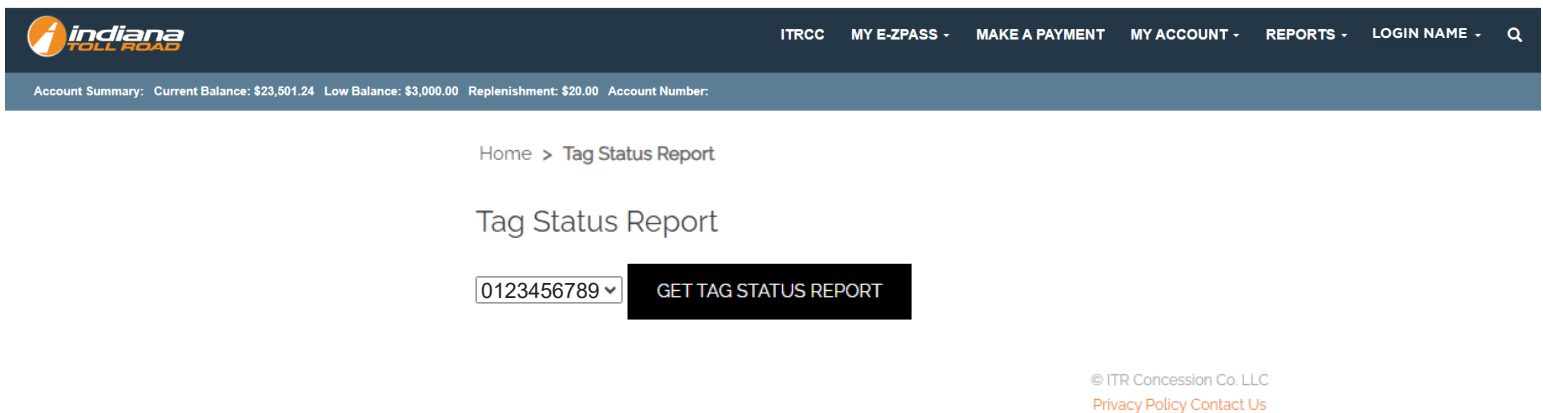 indiana
TOLL ROAD
ITRCC MY E-ZPASS MAKE A PAYMENT MY ACCOUNT REPORTS LOGIN NAME
Account Summary: Current Balance: $23,501.24 Low Balance: $3,000.00 Replenishment: $20.00 Account Number:
Home > Tag Status Report
Tag Status Report
0123456789 GET TAG STATUS REPORT
© ITR Concession Co. LLC
Privacy Policy Contact Us